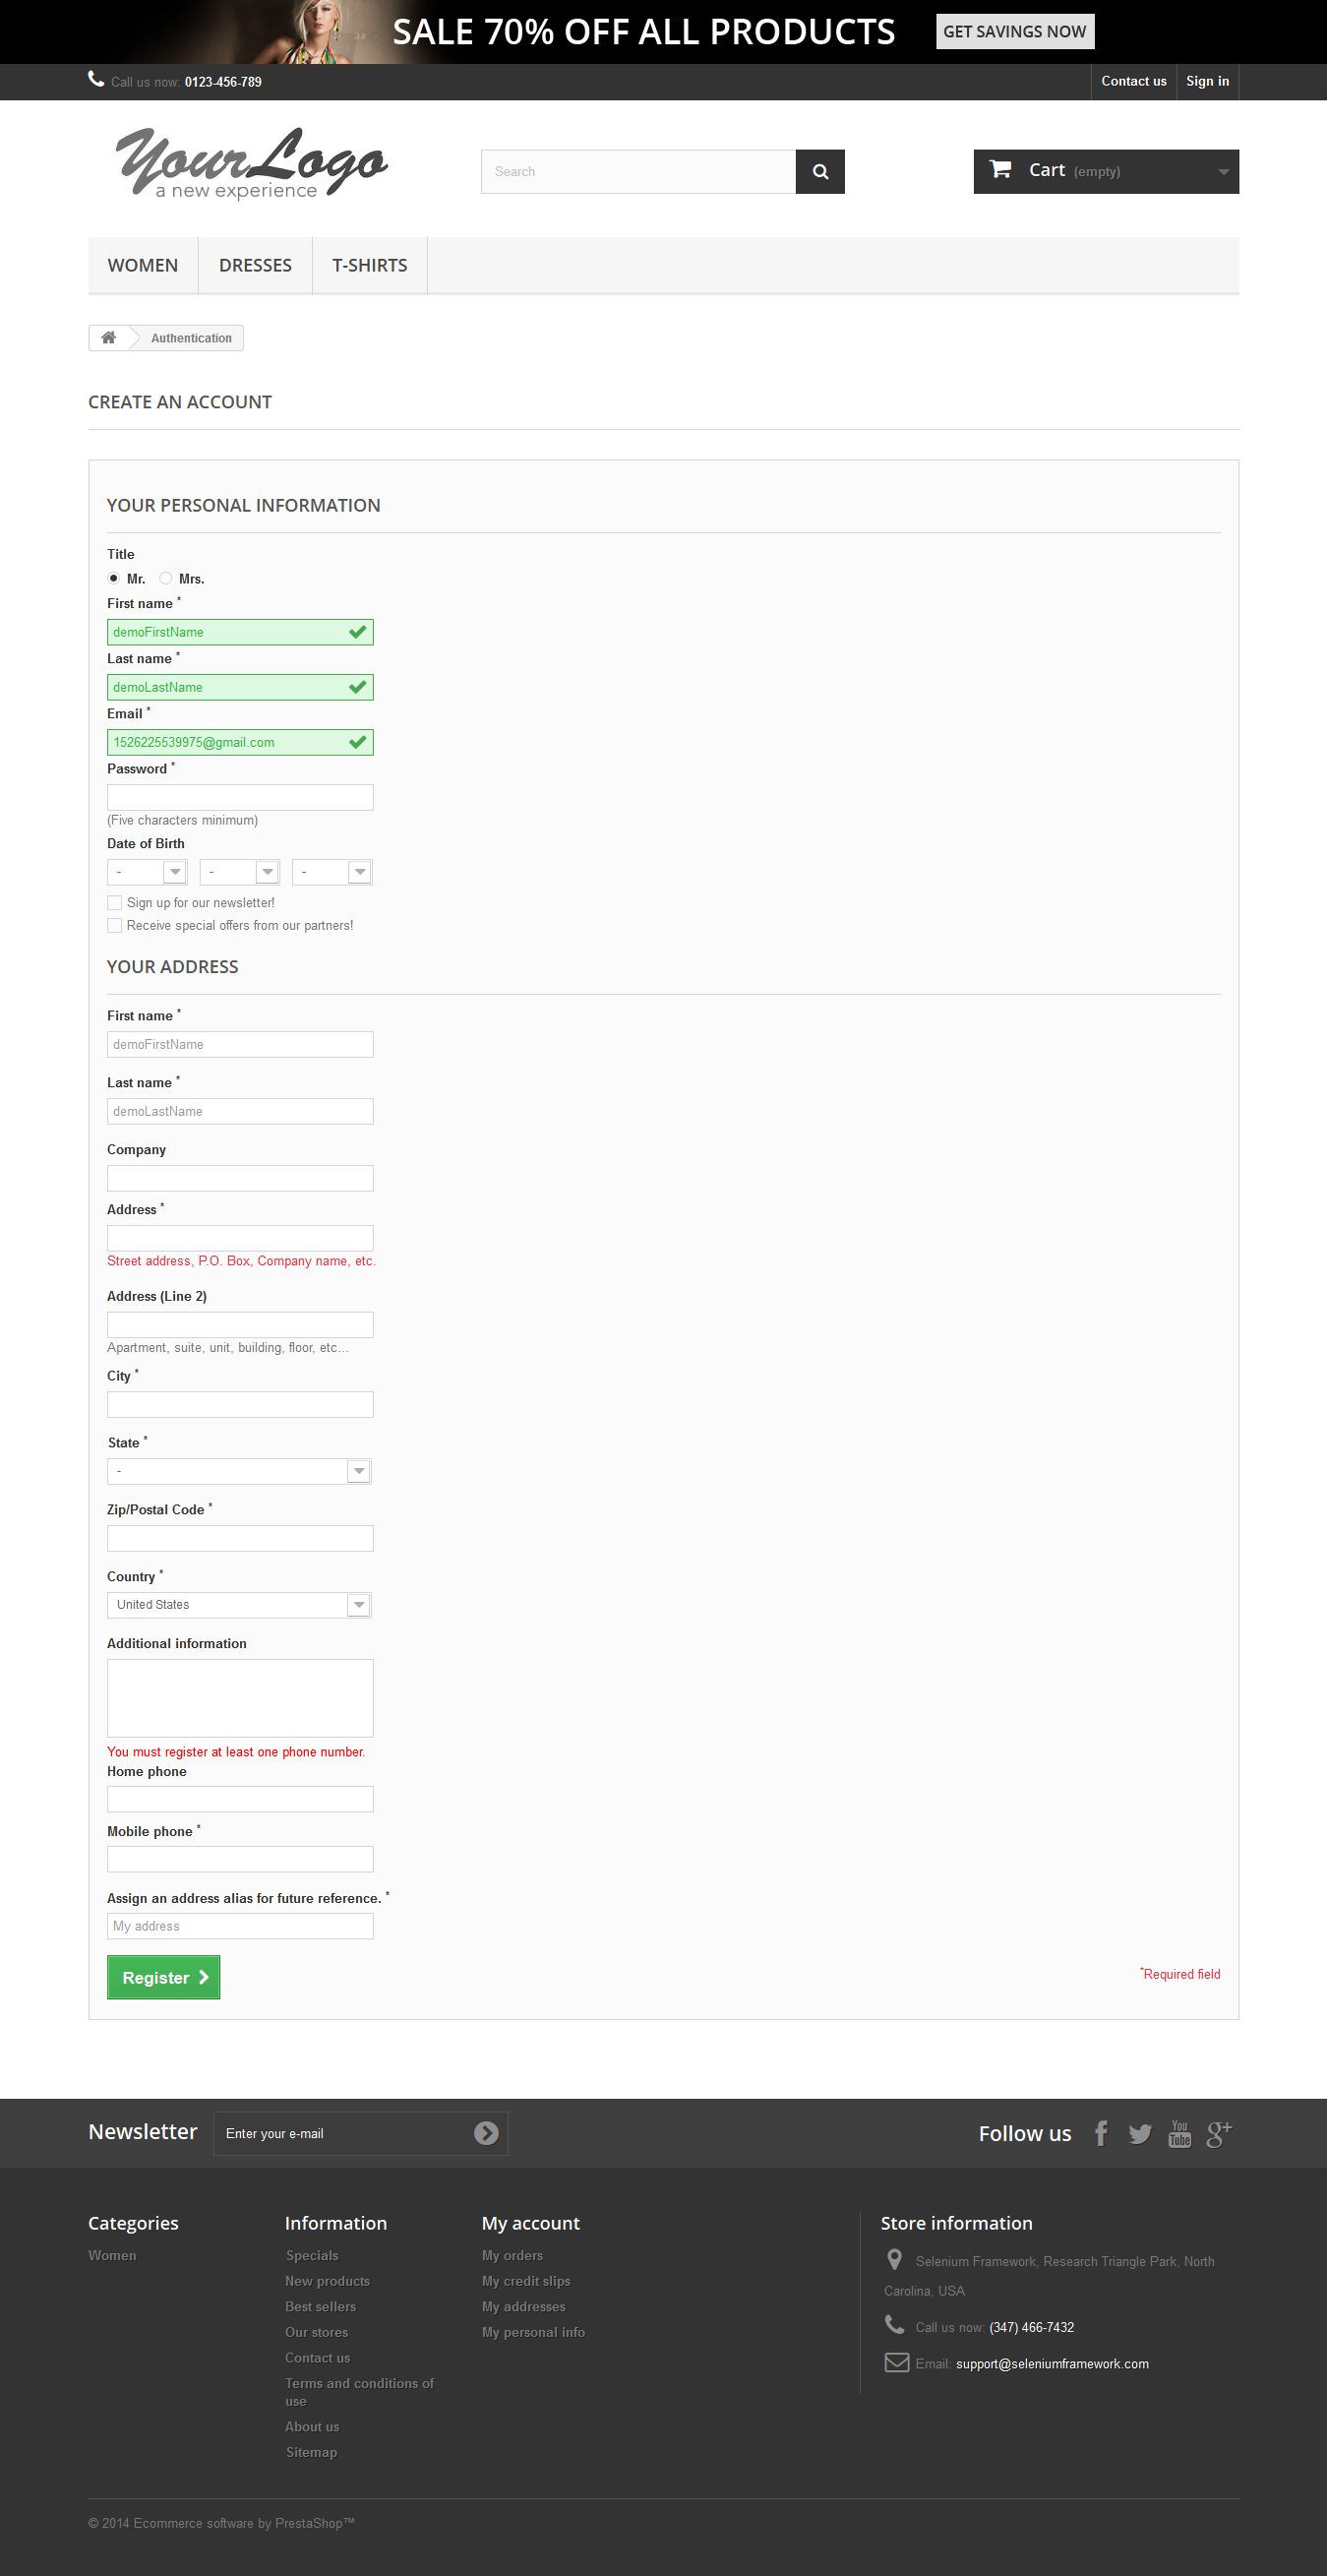 SALE 70% OFF ALL PRODUCTS GET SAVINGS NOW
Call us now: 0123-456-789 Contact us Sign in
YourLogo
a new experience
Search
Cart (empty)
WOMEN DRESSES T-SHIRTS
Authentication
CREATE AN ACCOUNT
YOUR PERSONAL INFORMATION
Title
Mr. Mrs.
First name *
demoFirstName
Last name *
demoLastName
Email *
1526225539975@gmail.com
Password *
(Five characters minimum)
Date of Birth
- - -
Sign up for our newsletter!
Receive special offers from our partners!
YOUR ADDRESS
First name *
demoFirstName
Last name *
demoLastName
Company
Address *
Street address, P.O. Box, Company name, etc.
Address (Line 2)
Apartment, suite, unit, building, floor, etc...
City *
State *
-
Zip/Postal Code *
Country *
United States
Additional information
You must register at least one phone number.
Home phone
Mobile phone *
Assign an address alias for future reference. *
My address
Register
*Required field
Newsletter Enter your e-mail Follow us f You Tube g+
Categories
Women
Information
Specials
New products
Best sellers
Our stores
Contact us
Terms and conditions of
use
About us
Sitemap
My account
My orders
My credit slips
My addresses
My personal info
Store information
Selenium Framework, Research Triangle Park, North
Carolina, USA
Call us now: (347) 466-7432
Email: support@seleniumframework.com
© 2014 Ecommerce software by PrestaShop™